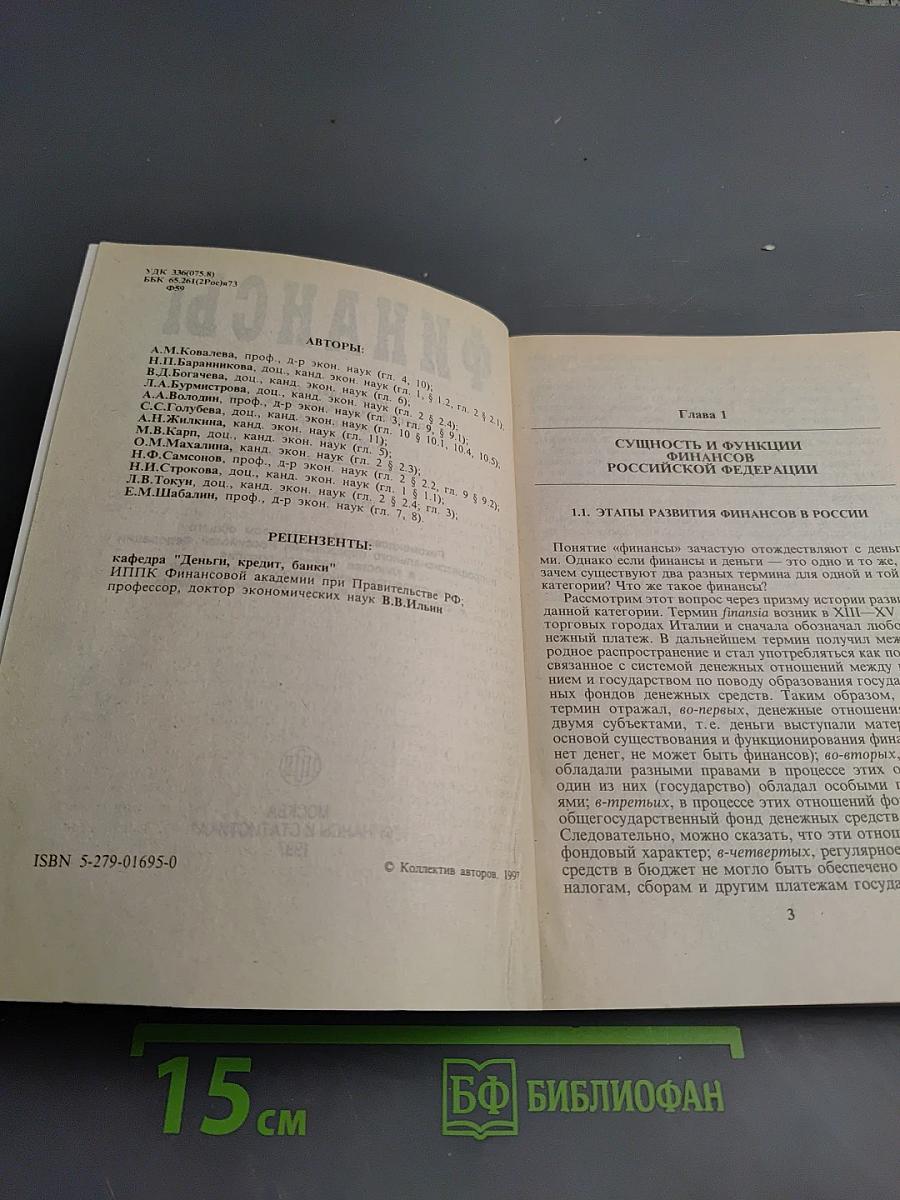 УДК 336(075.8)
ББК 65.261(2Рос)я73
Ф59
АВТОРЫ:
А.М.Ковалева, проф., д-р экон. наук (гл. 4, 10);
Н.П.Баранникова, доц., канд. экон. наук (гл. 1, § 1.2, гл. 2 § 2.1);
В.Д.Богачева, доц., канд. экон. наук (гл. 6);
Л.А.Бурмистрова, доц., канд. экон. наук (гл. 2 § 2.4);
А.А.Володин, проф., д-р экон. наук (гл. 3, гл. 9, § 9.1);
С.С.Голубева, доц., канд. экон. наук (гл. 10 § 10.1, 10.4, 10.5);
А.Н.Жилкина, канд. экон. наук (гл. 11);
М.В.Карп, доц., канд. экон. наук (гл. 5);
О.М.Махалина, канд. экон. наук (гл. 2 § 2.3);
Н.Ф.Самсонов, проф., д-р экон. наук (гл. 2 § 2.2, гл. 9 § 9.2);
Н.И.Строкова, доц., канд. экон. наук (гл. 1 § 1.1);
Л.В.Токун, доц., канд. экон. наук (гл. 2 § 2.4; гл. 3);
Е.М.Шабалин, проф., д-р экон. наук (гл. 7, 8).
РЕЦЕНЗЕНТЫ:
кафедра "Деньги, кредит, банки"
ИППК Финансовой академии при Правительстве РФ;
профессор, доктор экономических наук В.В.Ильин
ISBN 5-279-01695-0
© Коллектив авторов, 1997
Глава 1
СУЩНОСТЬ И ФУНКЦИИ
ФИНАНСОВ
РОССИЙСКОЙ ФЕДЕРАЦИИ
1.1. ЭТАПЫ РАЗВИТИЯ ФИНАНСОВ В РОССИИ
Понятие «финансы» зачастую отождествляют с деньг
ми. Однако если финансы и деньги — это одно и то же,
зачем существуют два разных термина для одной и той
категории? Что же такое финансы?
Рассмотрим этот вопрос через призму истории разви
данной категории. Термин finansia возник в XIII—XV
торговых городах Италии и сначала обозначал любо
нежный платеж. В дальнейшем термин получил меж
родное распространение и стал употребляться как по
связанное с системой денежных отношений между
нием и государством по поводу образования госуда
ных фондов денежных средств. Таким образом,
термин отражал, во-первых, денежные отношения
двумя субъектами, т.е. деньги выступали матер
основой существования и функционирования фина
нет денег, не может быть финансов); во-вторых,
обладали разными правами в процессе этих о
один из них (государство) обладал особыми п
ями; в-третьих, в процессе этих отношений фо
общегосударственный фонд денежных средств
Следовательно, можно сказать, что эти отнош
фондовый характер; в-четвертых, регулярное
средств в бюджет не могло быть обеспечено
налогам, сборам и другим платежам госуда
3
15 см
БФ БИБЛИОФАН